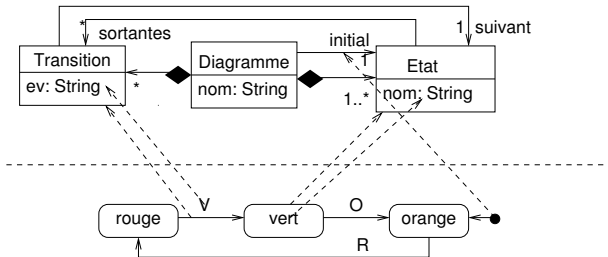 * sortantes 1 suivant
Transition Diagramme initial 1 Etat
ev: String * nom: String 1..* nom: String
V O
rouge vert orange
R